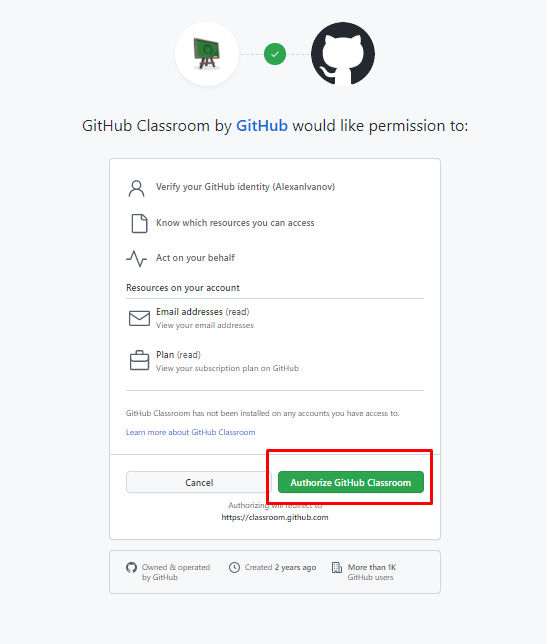 GitHub Classroom by GitHub would like permission to:
Verify your GitHub identity (AlexanIvanov)
Know which resources you can access
Act on your behalf
Resources on your account
Email addresses (read)
View your email addresses
Plan (read)
View your subscription plan on GitHub
GitHub Classroom has not been installed on any accounts you have access to.
Learn more about GitHub Classroom
Cancel
Authorize GitHub Classroom
Authorizing will redirect to
https://classroom.github.com
Owned & operated
by GitHub
Created 2 years ago
More than 1K
GitHub users